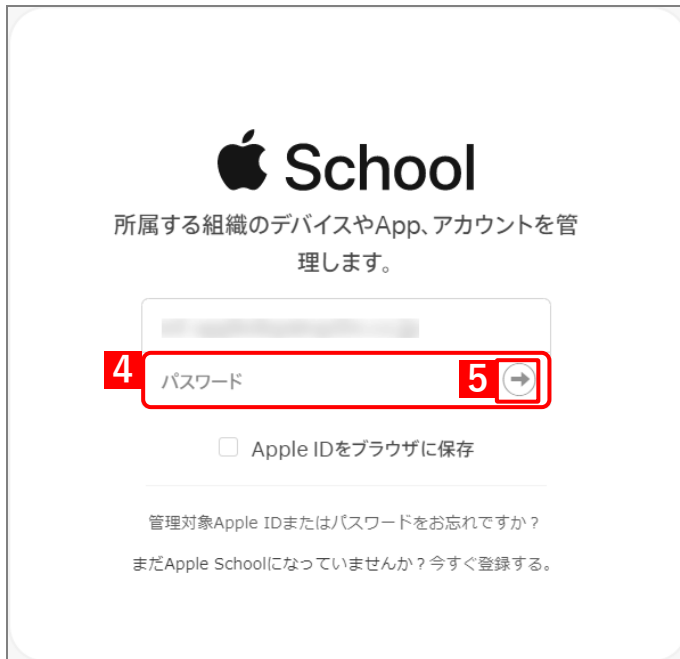 School
所属する組織のデバイスやApp、アカウントを管
理します。
4 パスワード 5
Apple IDをブラウザに保存
管理対象Apple IDまたはパスワードをお忘れですか？
まだApple Schoolになっていませんか？今すぐ登録する。